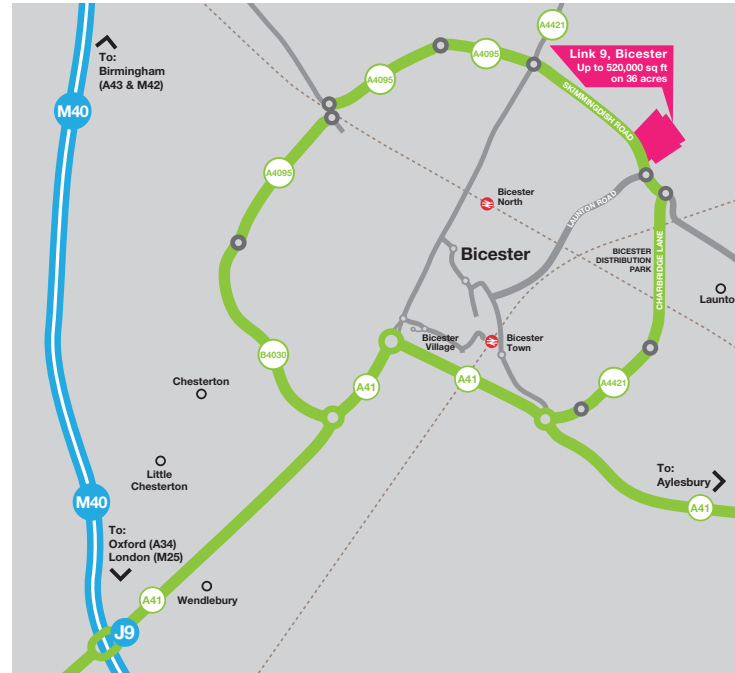 A4421
Link 9, Bicester
Up to 520,000 sq ft
on 36 acres
To:
Birmingham
(A43 & M42)
M40
A4095
A4095
SKIMMINGDISH ROAD
A4095
Bicester
North
LAUNTON ROAD
Bicester
BICESTER
DISTRIBUTION
PARK
CHARBRIDGE LANE
Launto
Bicester
Village
Bicester
Town
B4030
Chesterton
A41
A41
A4421
Little
Chesterton
To:
Aylesbury
M40
A41
To:
Oxford (A34)
London (M25)
Wendlebury
A41
J9